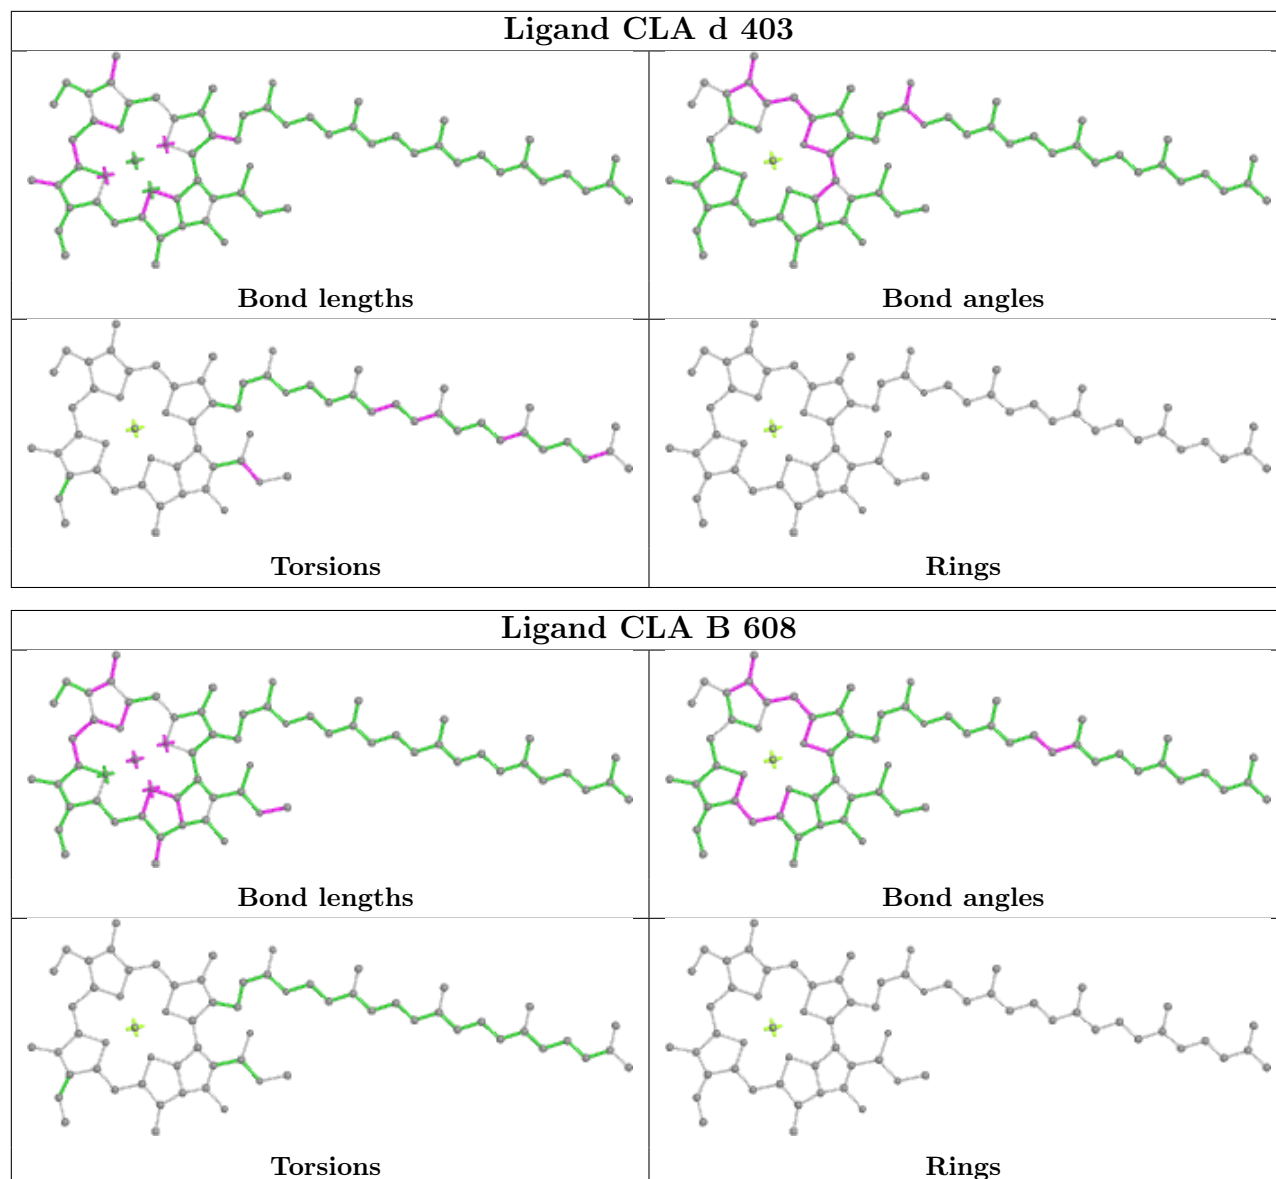 Ligand CLA d 403
Bond lengths
Bond angles
Torsions
Rings
Ligand CLA B 608
Bond lengths
Bond angles
Torsions
Rings